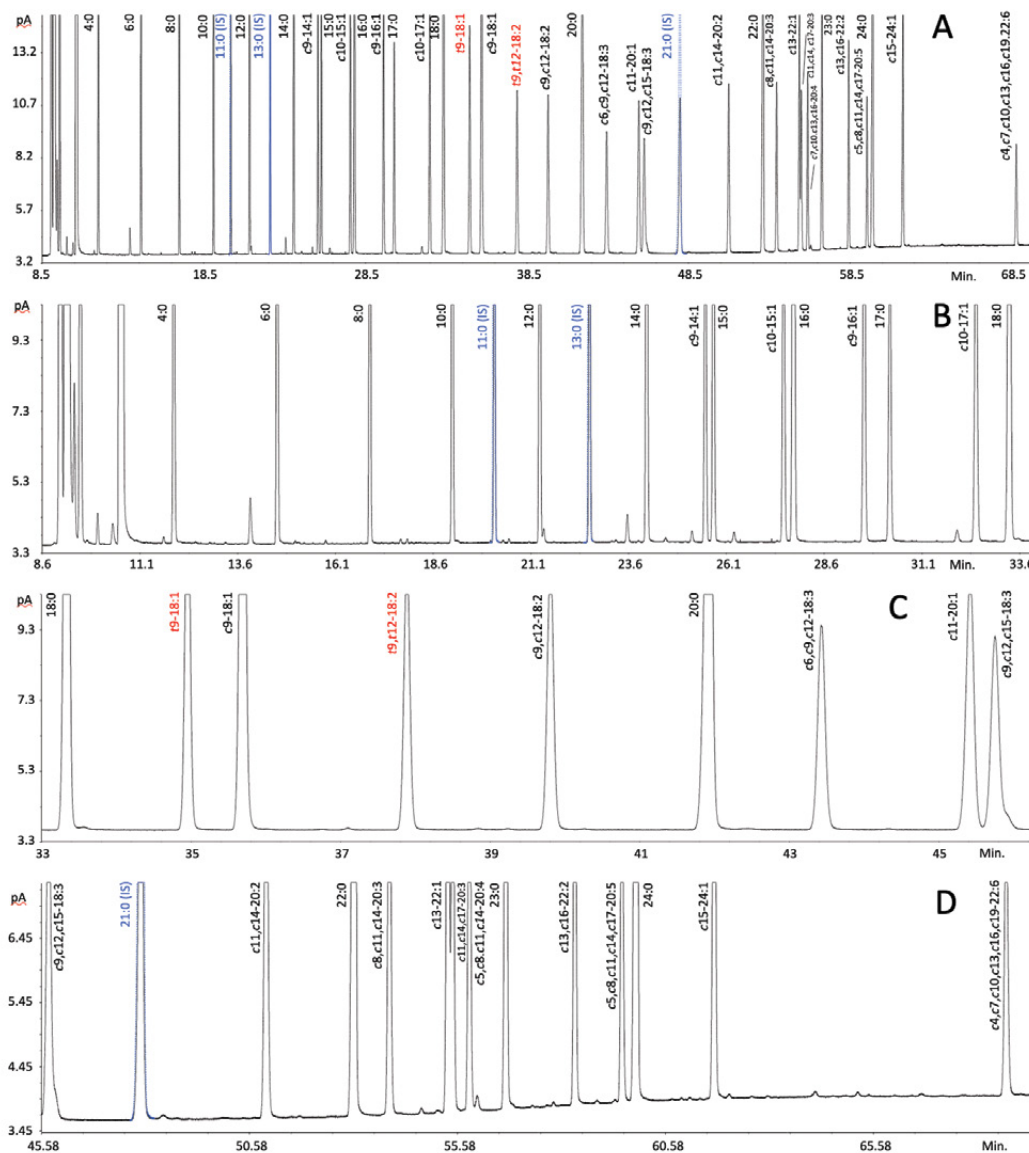 pA
A
13.2
10.7
8.2
5.7
3.2
4:0
6:0
8:0
10:0
11:0 (IS)
12:0
13:0 (IS)
14:0
c9-14:1
15:0
c10-15:1
16:0
c9-16:1
17:0
c10-17:1
18:0
t9-18:1
c9-18:1
t9,t12-18:2
c9,c12-18:2
20:0
c6,c9,c12-18:3
c11-20:1
c9,c12,c15-18:3
21:0 (IS)
c11,c14-20:2
22:0
c8,c11,c14-20:3
c13-22:1
c11,c14, c17-20:3
c7,c10.c13,c16-20:4
23:0
c13,c16-22:2
c5,c8,c11,c14,c17-20:5
24:0
c15-24:1
c4,c7,c10,c13,c16,c19.22:6
8.5
18.5
28.5
38.5
48.5
58.5
Min.
68.5
pA
B
9.3
7.3
5.3
3.3
4:0
6:0
8:0
10:0
11:0 (IS)
12:0
13:0 (IS)
14:0
c9-14:1
15:0
c10-15:1
16:0
c9-16:1
17:0
c10-17:1
18:0
8.6
11.1
13.6
16.1
18.6
21.1
23.6
26.1
28.6
31.1
Min.
33.6
pA
C
9.3
7.3
5.3
3.3
18:0
t9-18:1
c9-18:1
t9,t12-18:2
c9,c12-18:2
20:0
c6,c9,c12-18:3
c11-20:1
c9,c12,c15-18:3
33
35
37
39
41
43
45
Min.
pA
D
6.45
5.45
4.45
3.45
c9,c12,c15-18:3
21:0 (IS)
c11,c14-20:2
22:0
c8,c11,c14-20:3
c13-22:1
c11,c14,c17-20:3
c5,c8.c11,c14-20:4
23:0
c13,c16-22:2
c5,c8,c11,c14,c17-20:5
24:0
c15-24:1
c4,c7,c10,c13,c16,c19-22:6
45.58
50.58
55.58
60.58
65.58
Min.